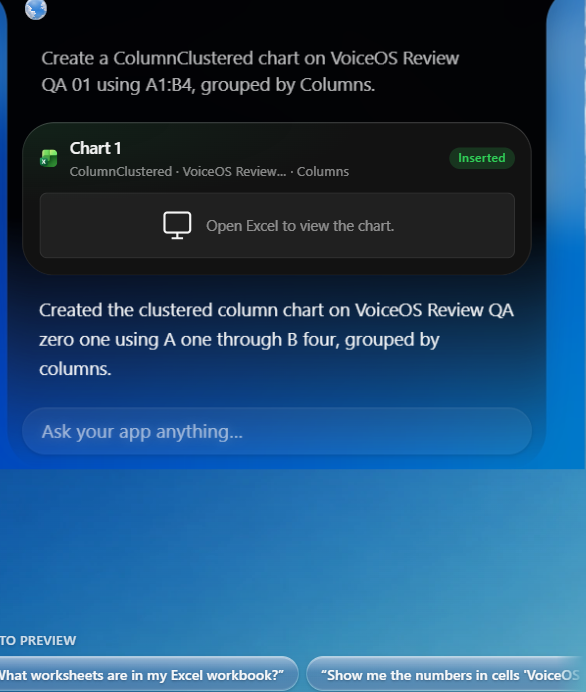 Create a ColumnClustered chart on VoiceOS Review
QA 01 using A1:B4, grouped by Columns.
Chart 1
Inserted
ColumnClustered · VoiceOS Review... · Columns
Open Excel to view the chart.
Created the clustered column chart on VoiceOS Review QA
zero one using A one through B four, grouped by
columns.
Ask your app anything...
TO PREVIEW
What worksheets are in my Excel workbook?”
“Show me the numbers in cells 'VoiceOS